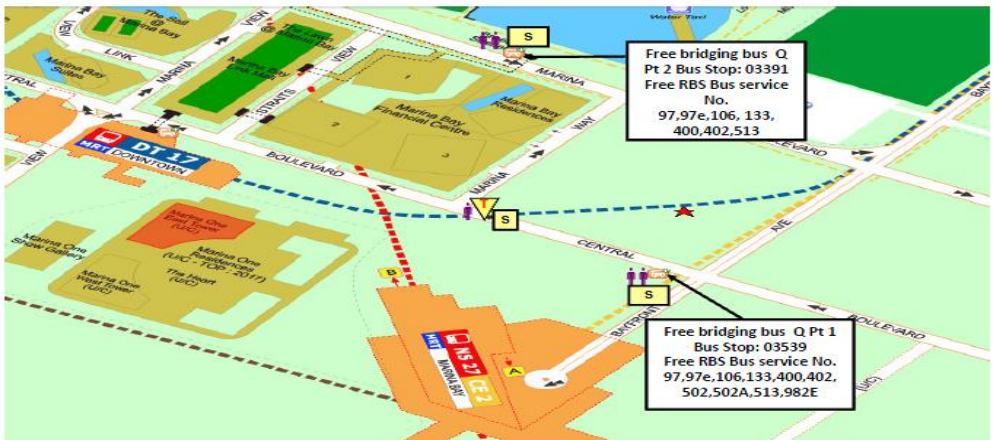 The Sail @
Marina Bay
The Lawn
Marina Bay
Water Taxi
VIEW
LINK
VIEW
MARINA
VIEW
Marina Bay
Suites
Marina Bay
Link Mall
STRAITS
VIEW
S
MARINA
Free bridging bus Q
Pt 2 Bus Stop: 03391
Free RBS Bus service
No.
97,97e,106, 133,
400,402,513
BAY
CENTRAL
1
2
3
Marina Bay
Financial Centre
Marina Bay
Residences
WAY
MARINA
BOULEVARD
VIEW
MRT DT 17
DOWNTOWN
BOULEVARD
T
S
AVE
CENTRAL
Marina One
East Tower
(U/C)
Marina One
Residences
(U/C - TOP : 2017)
Marina One
Show Gallery
Marina One
West Tower
(U/C)
The Heart
(U/C)
B
S
BAYFRONT
BOULEVARD
(U/C)
MRT NS 27 CE 2
MARINA BAY
A
Free bridging bus Q Pt 1
Bus Stop: 03539
Free RBS Bus service No.
97,97e,106,133,400,402,
502,502A,513,982E